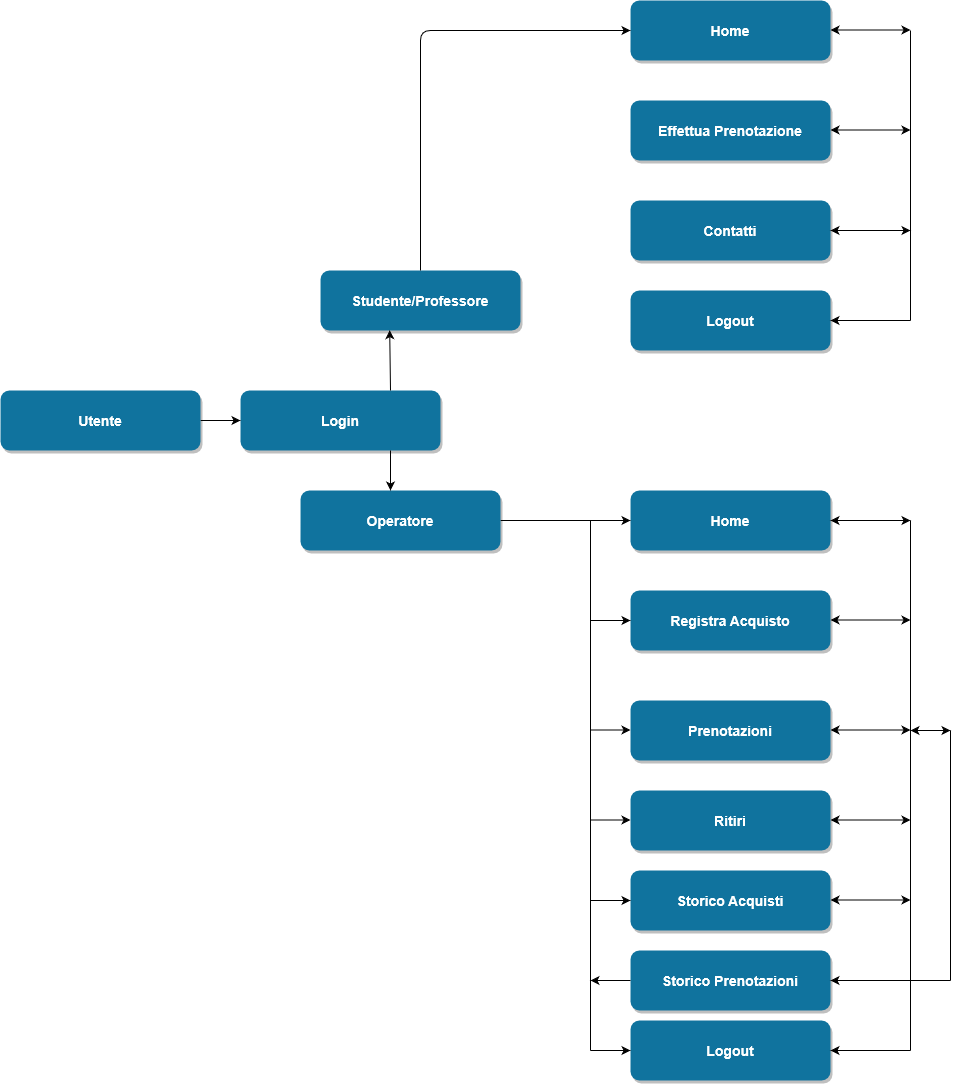 Home
Effettua Prenotazione
Contatti
Logout
Studente/Professore
Utente
Login
Operatore
Home
Registra Acquisto
Prenotazioni
Ritiri
Storico Acquisti
Storico Prenotazioni
Logout